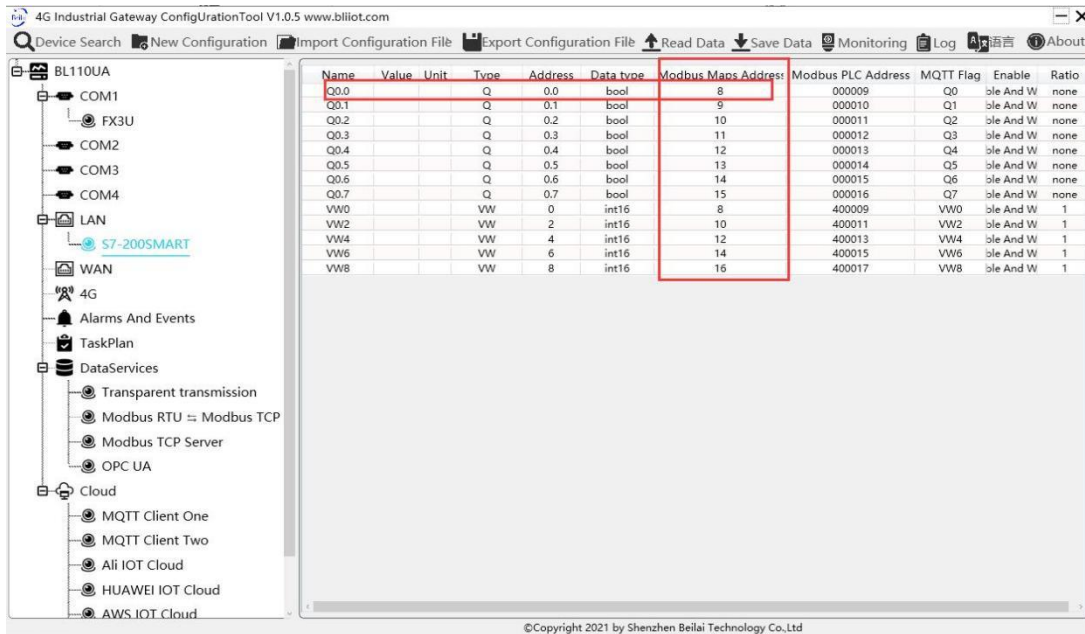 4G Industrial Gateway ConfigUrationTool V1.0.5 www.bliiot.com
Device Search New Configuration Import Configuration File Export Configuration File Read Data Save Data Monitoring Log 语言 About
BL110UA
COM1
FX3U
COM2
COM3
COM4
LAN
S7-200SMART
WAN
4G
Alarms And Events
TaskPlan
DataServices
Transparent transmission
Modbus RTU ⇆ Modbus TCP
Modbus TCP Server
OPC UA
Cloud
MQTT Client One
MQTT Client Two
Ali IOT Cloud
HUAWEI IOT Cloud
AWS IOT Cloud
Name Value Unit Type Address Data type Modbus Maps Address Modbus PLC Address MQTT Flag Enable Ratio
Q0.0 Q 0.0 bool 8 000009 Q0 ble And W none
Q0.1 Q 0.1 bool 9 000010 Q1 ble And W none
Q0.2 Q 0.2 bool 10 000011 Q2 ble And W none
Q0.3 Q 0.3 bool 11 000012 Q3 ble And W none
Q0.4 Q 0.4 bool 12 000013 Q4 ble And W none
Q0.5 Q 0.5 bool 13 000014 Q5 ble And W none
Q0.6 Q 0.6 bool 14 000015 Q6 ble And W none
Q0.7 Q 0.7 bool 15 000016 Q7 ble And W none
VW0 VW 0 int16 8 400009 VW0 ble And W 1
VW2 VW 2 int16 10 400011 VW2 ble And W 1
VW4 VW 4 int16 12 400013 VW4 ble And W 1
VW6 VW 6 int16 14 400015 VW6 ble And W 1
VW8 VW 8 int16 16 400017 VW8 ble And W 1
©Copyright 2021 by Shenzhen Beilai Technology Co.,Ltd